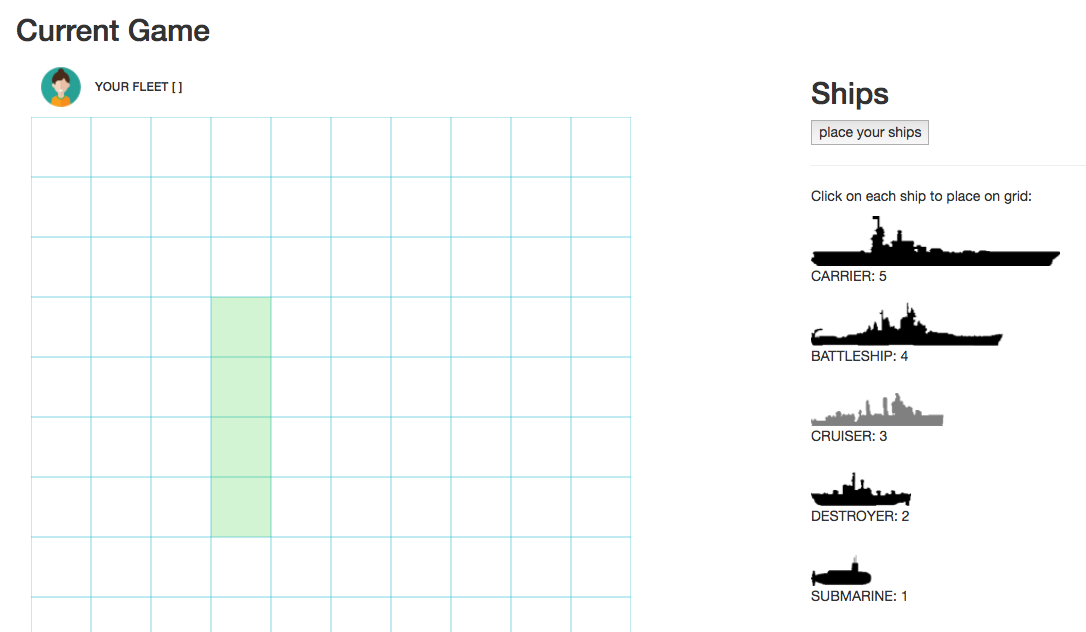 Current Game
YOUR FLEET [ ]
Ships
place your ships
Click on each ship to place on grid:
CARRIER: 5
BATTLESHIP: 4
CRUISER: 3
DESTROYER: 2
SUBMARINE: 1